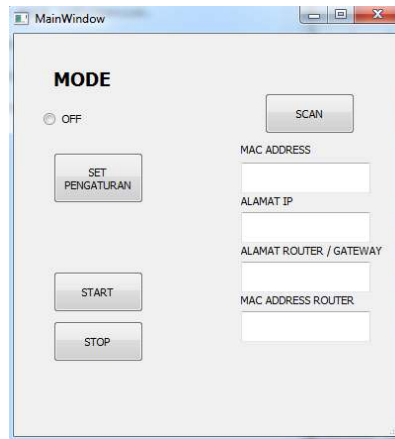 MainWindow
MODE
OFF
SET
PENGATURAN
START
STOP
SCAN
MAC ADDRESS
ALAMAT IP
ALAMAT ROUTER / GATEWAY
MAC ADDRESS ROUTER